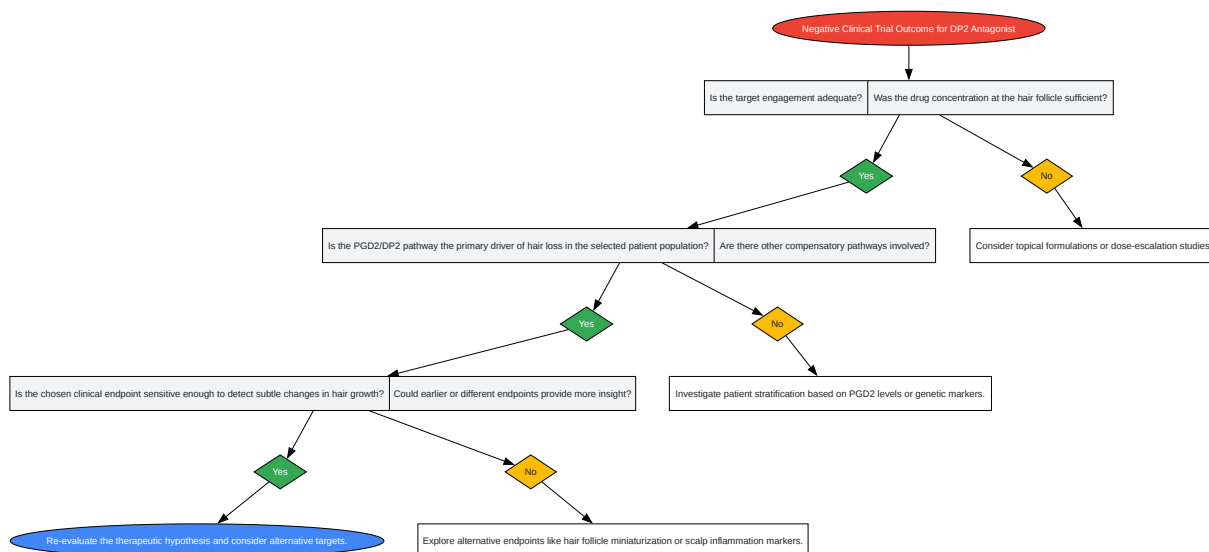 Negative Clinical Trial Outcome for DP2 Antagonist
Is the target engagement adequate?
Was the drug concentration at the hair follicle sufficient?
Yes
No
Is the PGD2/DP2 pathway the primary driver of hair loss in the selected patient population?
Are there other compensatory pathways involved?
Consider topical formulations or dose-escalation studies
Yes
No
Is the chosen clinical endpoint sensitive enough to detect subtle changes in hair growth?
Could earlier or different endpoints provide more insight?
Investigate patient stratification based on PGD2 levels or genetic markers.
Yes
No
Re-evaluate the therapeutic hypothesis and consider alternative targets.
Explore alternative endpoints like hair follicle miniaturization or scalp inflammation markers.